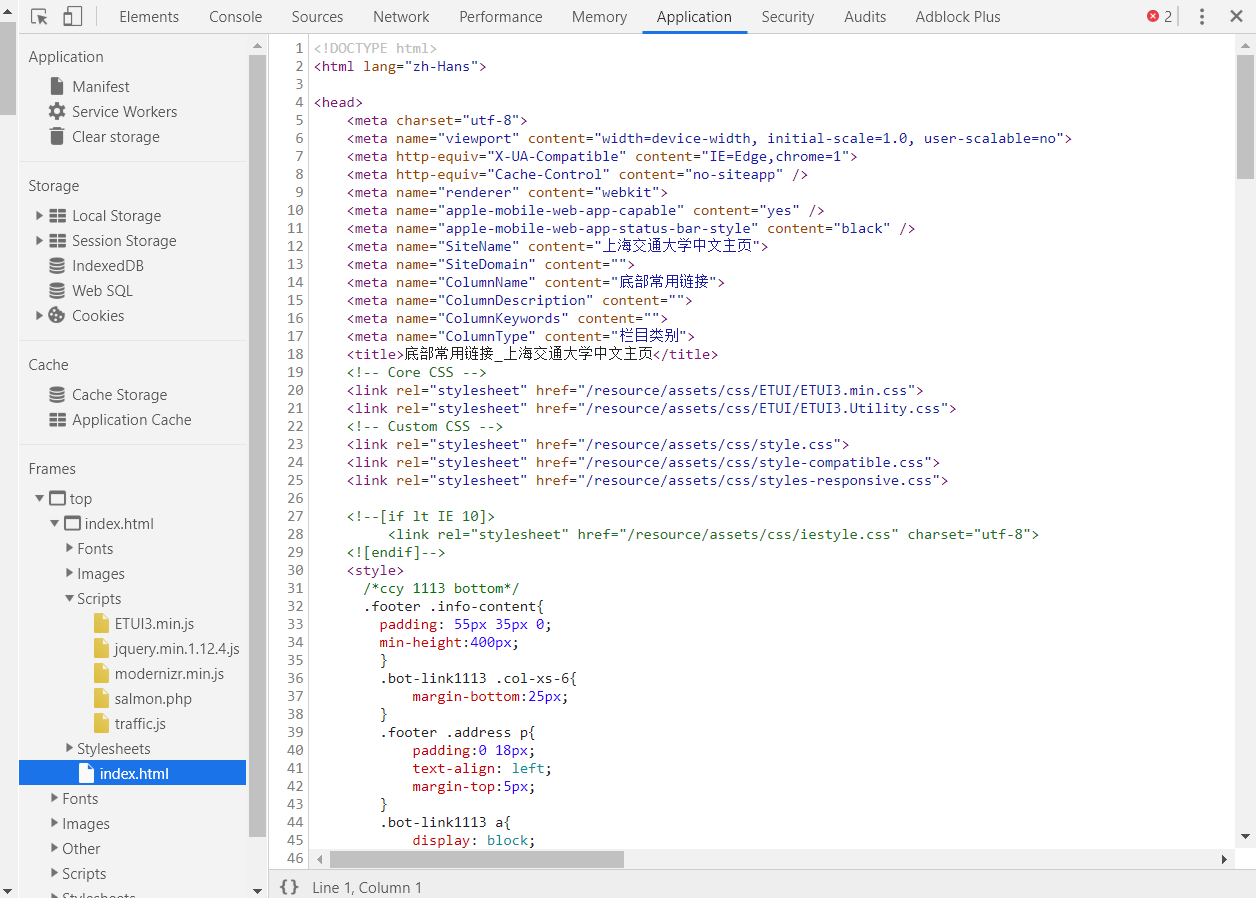 Elements Console Sources Network Performance Memory Application Security Audits Adblock Plus 2
Application
Manifest
Service Workers
Clear storage
Storage
Local Storage
Session Storage
IndexedDB
Web SQL
Cookies
Cache
Cache Storage
Application Cache
Frames
top
index.html
Fonts
Images
Scripts
ETUI3.min.js
jquery.min.1.12.4.js
modernizr.min.js
salmon.php
traffic.js
Stylesheets
index.html
Fonts
Images
Other
Scripts
Stylesheets
1 <!DOCTYPE html>
2 <html lang="zh-Hans">
3
4 <head>
5 <meta charset="utf-8">
6 <meta name="viewport" content="width=device-width, initial-scale=1.0, user-scalable=no">
7 <meta http-equiv="X-UA-Compatible" content="IE=Edge,chrome=1">
8 <meta http-equiv="Cache-Control" content="no-siteapp" />
9 <meta name="renderer" content="webkit">
10 <meta name="apple-mobile-web-app-capable" content="yes" />
11 <meta name="apple-mobile-web-app-status-bar-style" content="black" />
12 <meta name="SiteName" content="上海交通大学中文主页">
13 <meta name="SiteDomain" content="">
14 <meta name="ColumnName" content="底部常用链接">
15 <meta name="ColumnDescription" content="">
16 <meta name="ColumnKeywords" content="">
17 <meta name="ColumnType" content="栏目类别">
18 <title>底部常用链接_上海交通大学中文主页</title>
19 <!-- Core CSS -->
20 <link rel="stylesheet" href="/resource/assets/css/ETUI/ETUI3.min.css">
21 <link rel="stylesheet" href="/resource/assets/css/ETUI/ETUI3.Utility.css">
22 <!-- Custom CSS -->
23 <link rel="stylesheet" href="/resource/assets/css/style.css">
24 <link rel="stylesheet" href="/resource/assets/css/style-compatible.css">
25 <link rel="stylesheet" href="/resource/assets/css/styles-responsive.css">
26
27 <!--[if lt IE 10]>
28 <link rel="stylesheet" href="/resource/assets/css/iestyle.css" charset="utf-8">
29 <![endif]-->
30 <style>
31 /*ccy 1113 bottom*/
32 .footer .info-content{
33 padding: 55px 35px 0;
34 min-height:400px;
35 }
36 .bot-link1113 .col-xs-6{
37 margin-bottom:25px;
38 }
39 .footer .address p{
40 padding:0 18px;
41 text-align: left;
42 margin-top:5px;
43 }
44 .bot-link1113 a{
45 display: block;
46
{} Line 1, Column 1